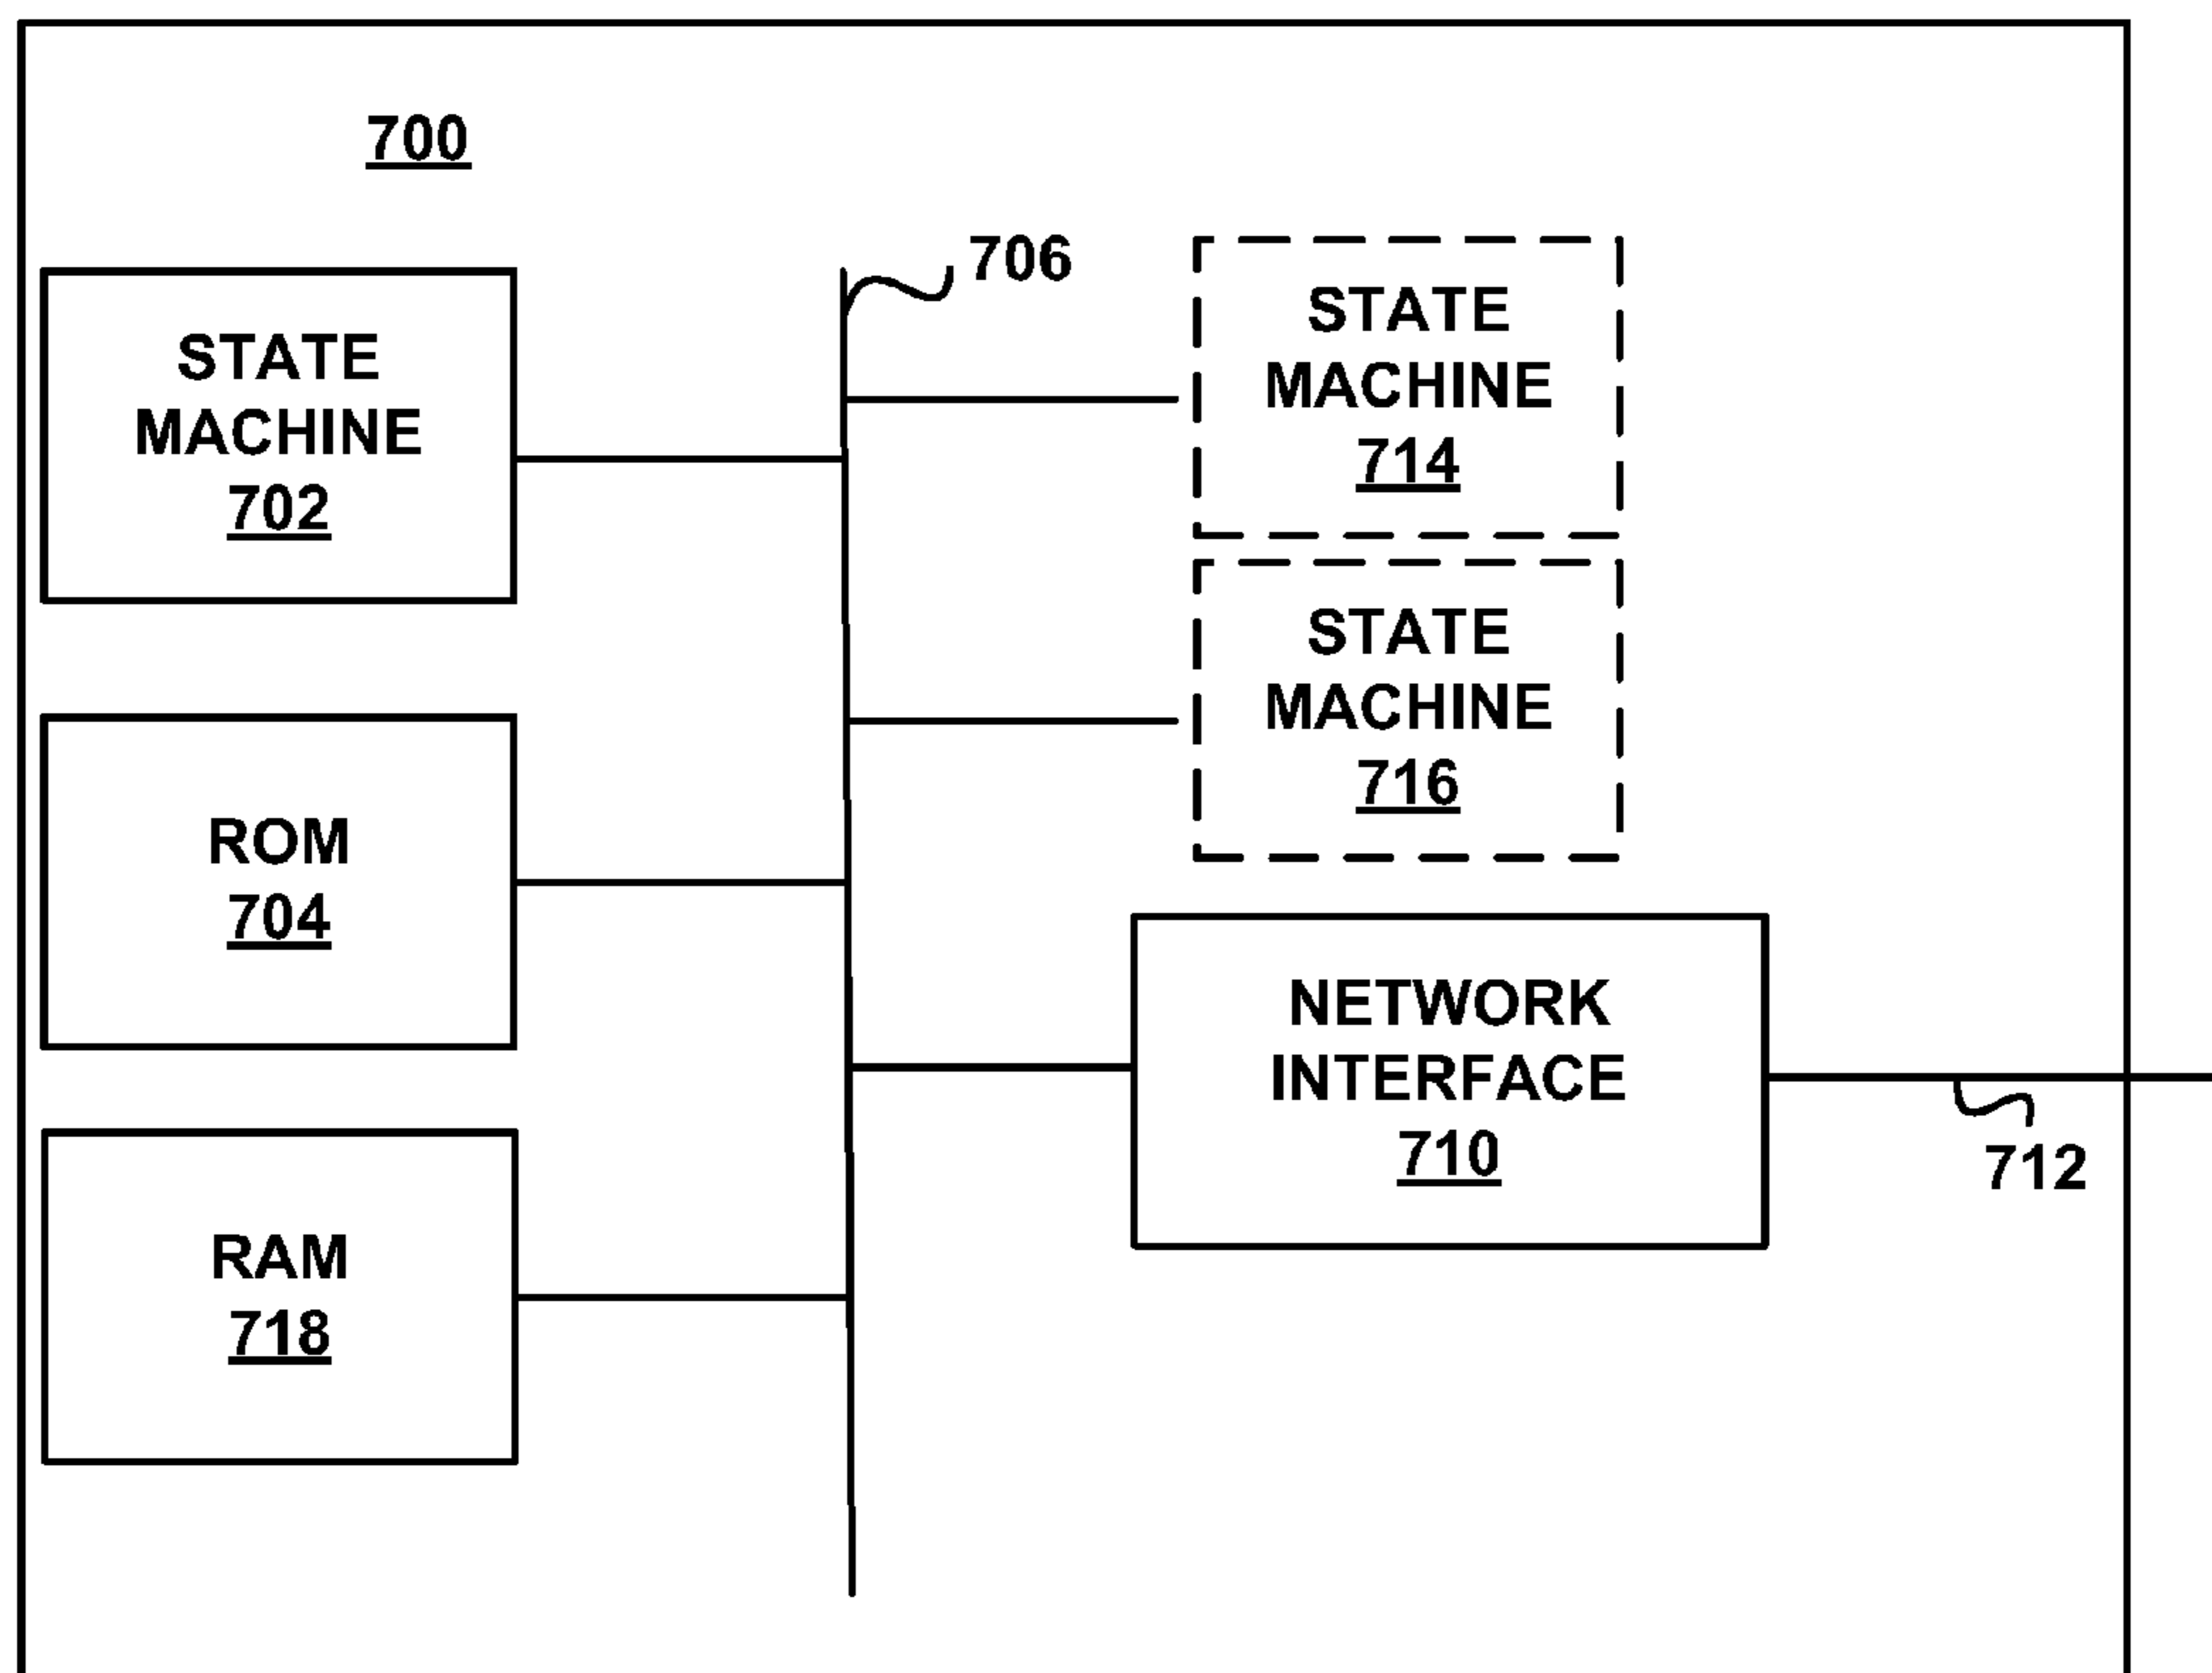 700
706
STATE
MACHINE
702
STATE
MACHINE
714
STATE
MACHINE
716
ROM
704
NETWORK
INTERFACE
710
712
RAM
718